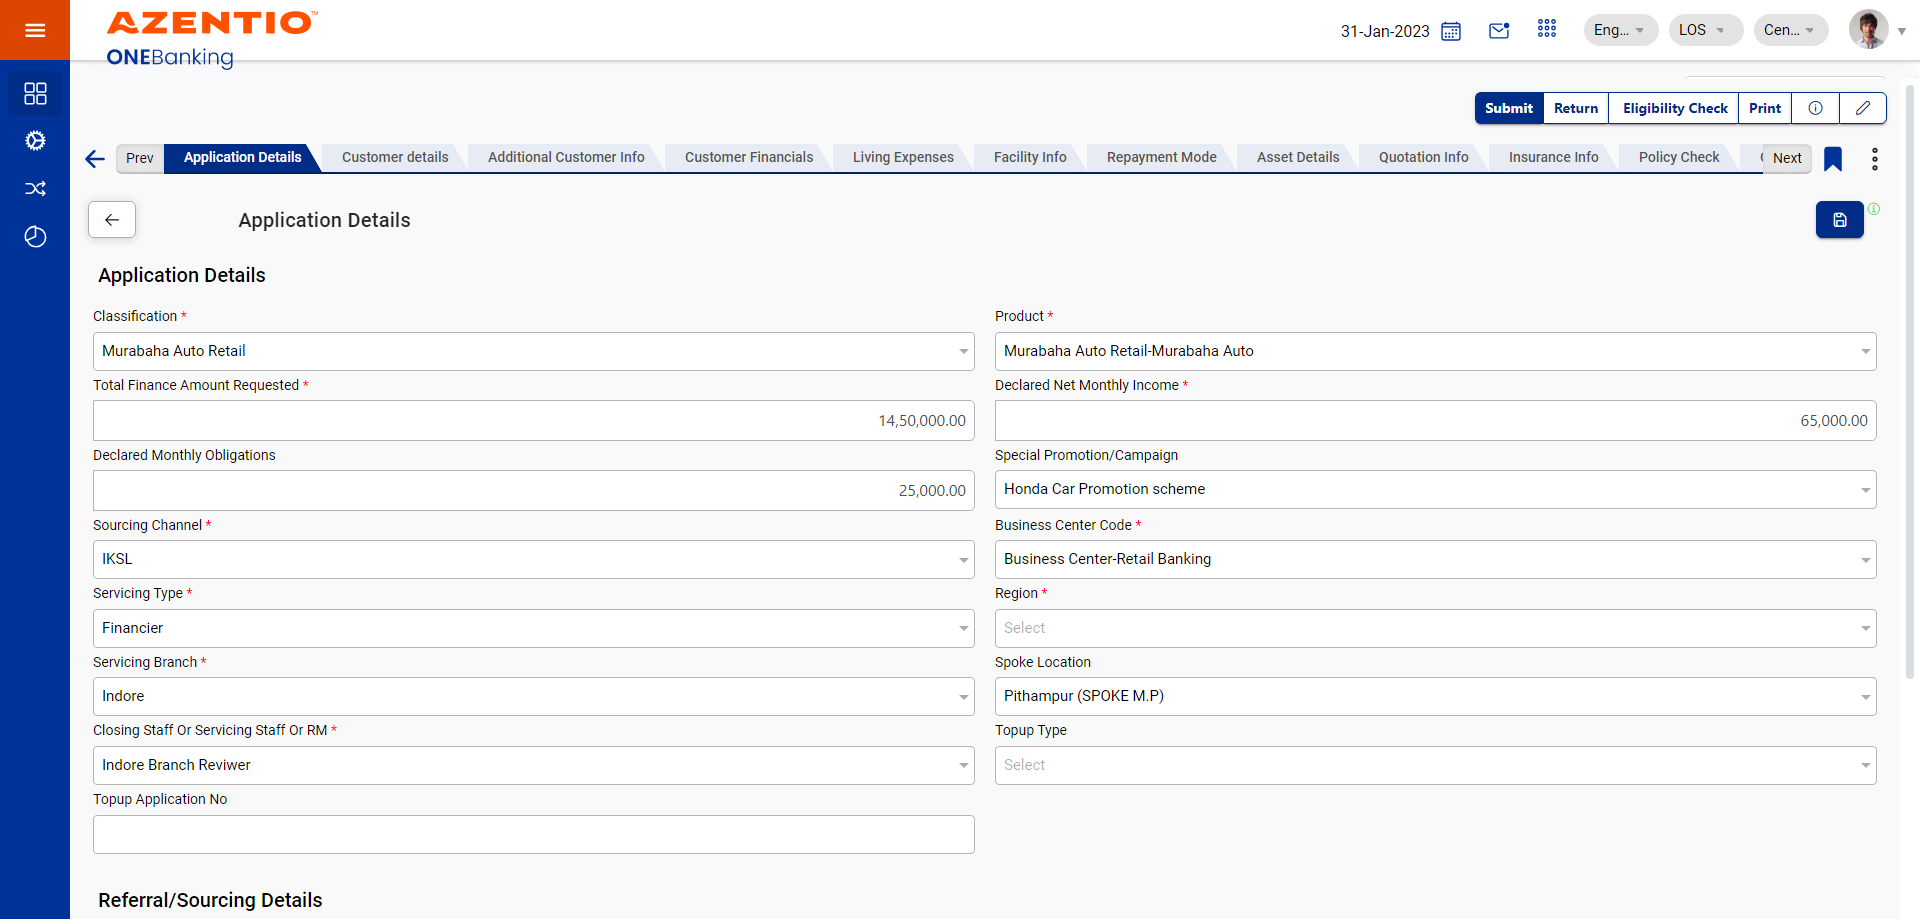 AZENTIO™
ONEBanking
31-Jan-2023
Eng...
LOS
Cen...
Submit
Return
Eligibility Check
Print
Prev
Application Details
Customer details
Additional Customer Info
Customer Financials
Living Expenses
Facility Info
Repayment Mode
Asset Details
Quotation Info
Insurance Info
Policy Check
Next
Application Details
Application Details
Classification *
Product *
Murabaha Auto Retail
Murabaha Auto Retail-Murabaha Auto
Total Finance Amount Requested *
Declared Net Monthly Income *
14,50,000.00
65,000.00
Declared Monthly Obligations
Special Promotion/Campaign
25,000.00
Honda Car Promotion scheme
Sourcing Channel *
Business Center Code *
IKSL
Business Center-Retail Banking
Servicing Type *
Region *
Financier
Select
Servicing Branch *
Spoke Location
Indore
Pithampur (SPOKE M.P)
Closing Staff Or Servicing Staff Or RM *
Topup Type
Indore Branch Reviwer
Select
Topup Application No
Referral/Sourcing Details